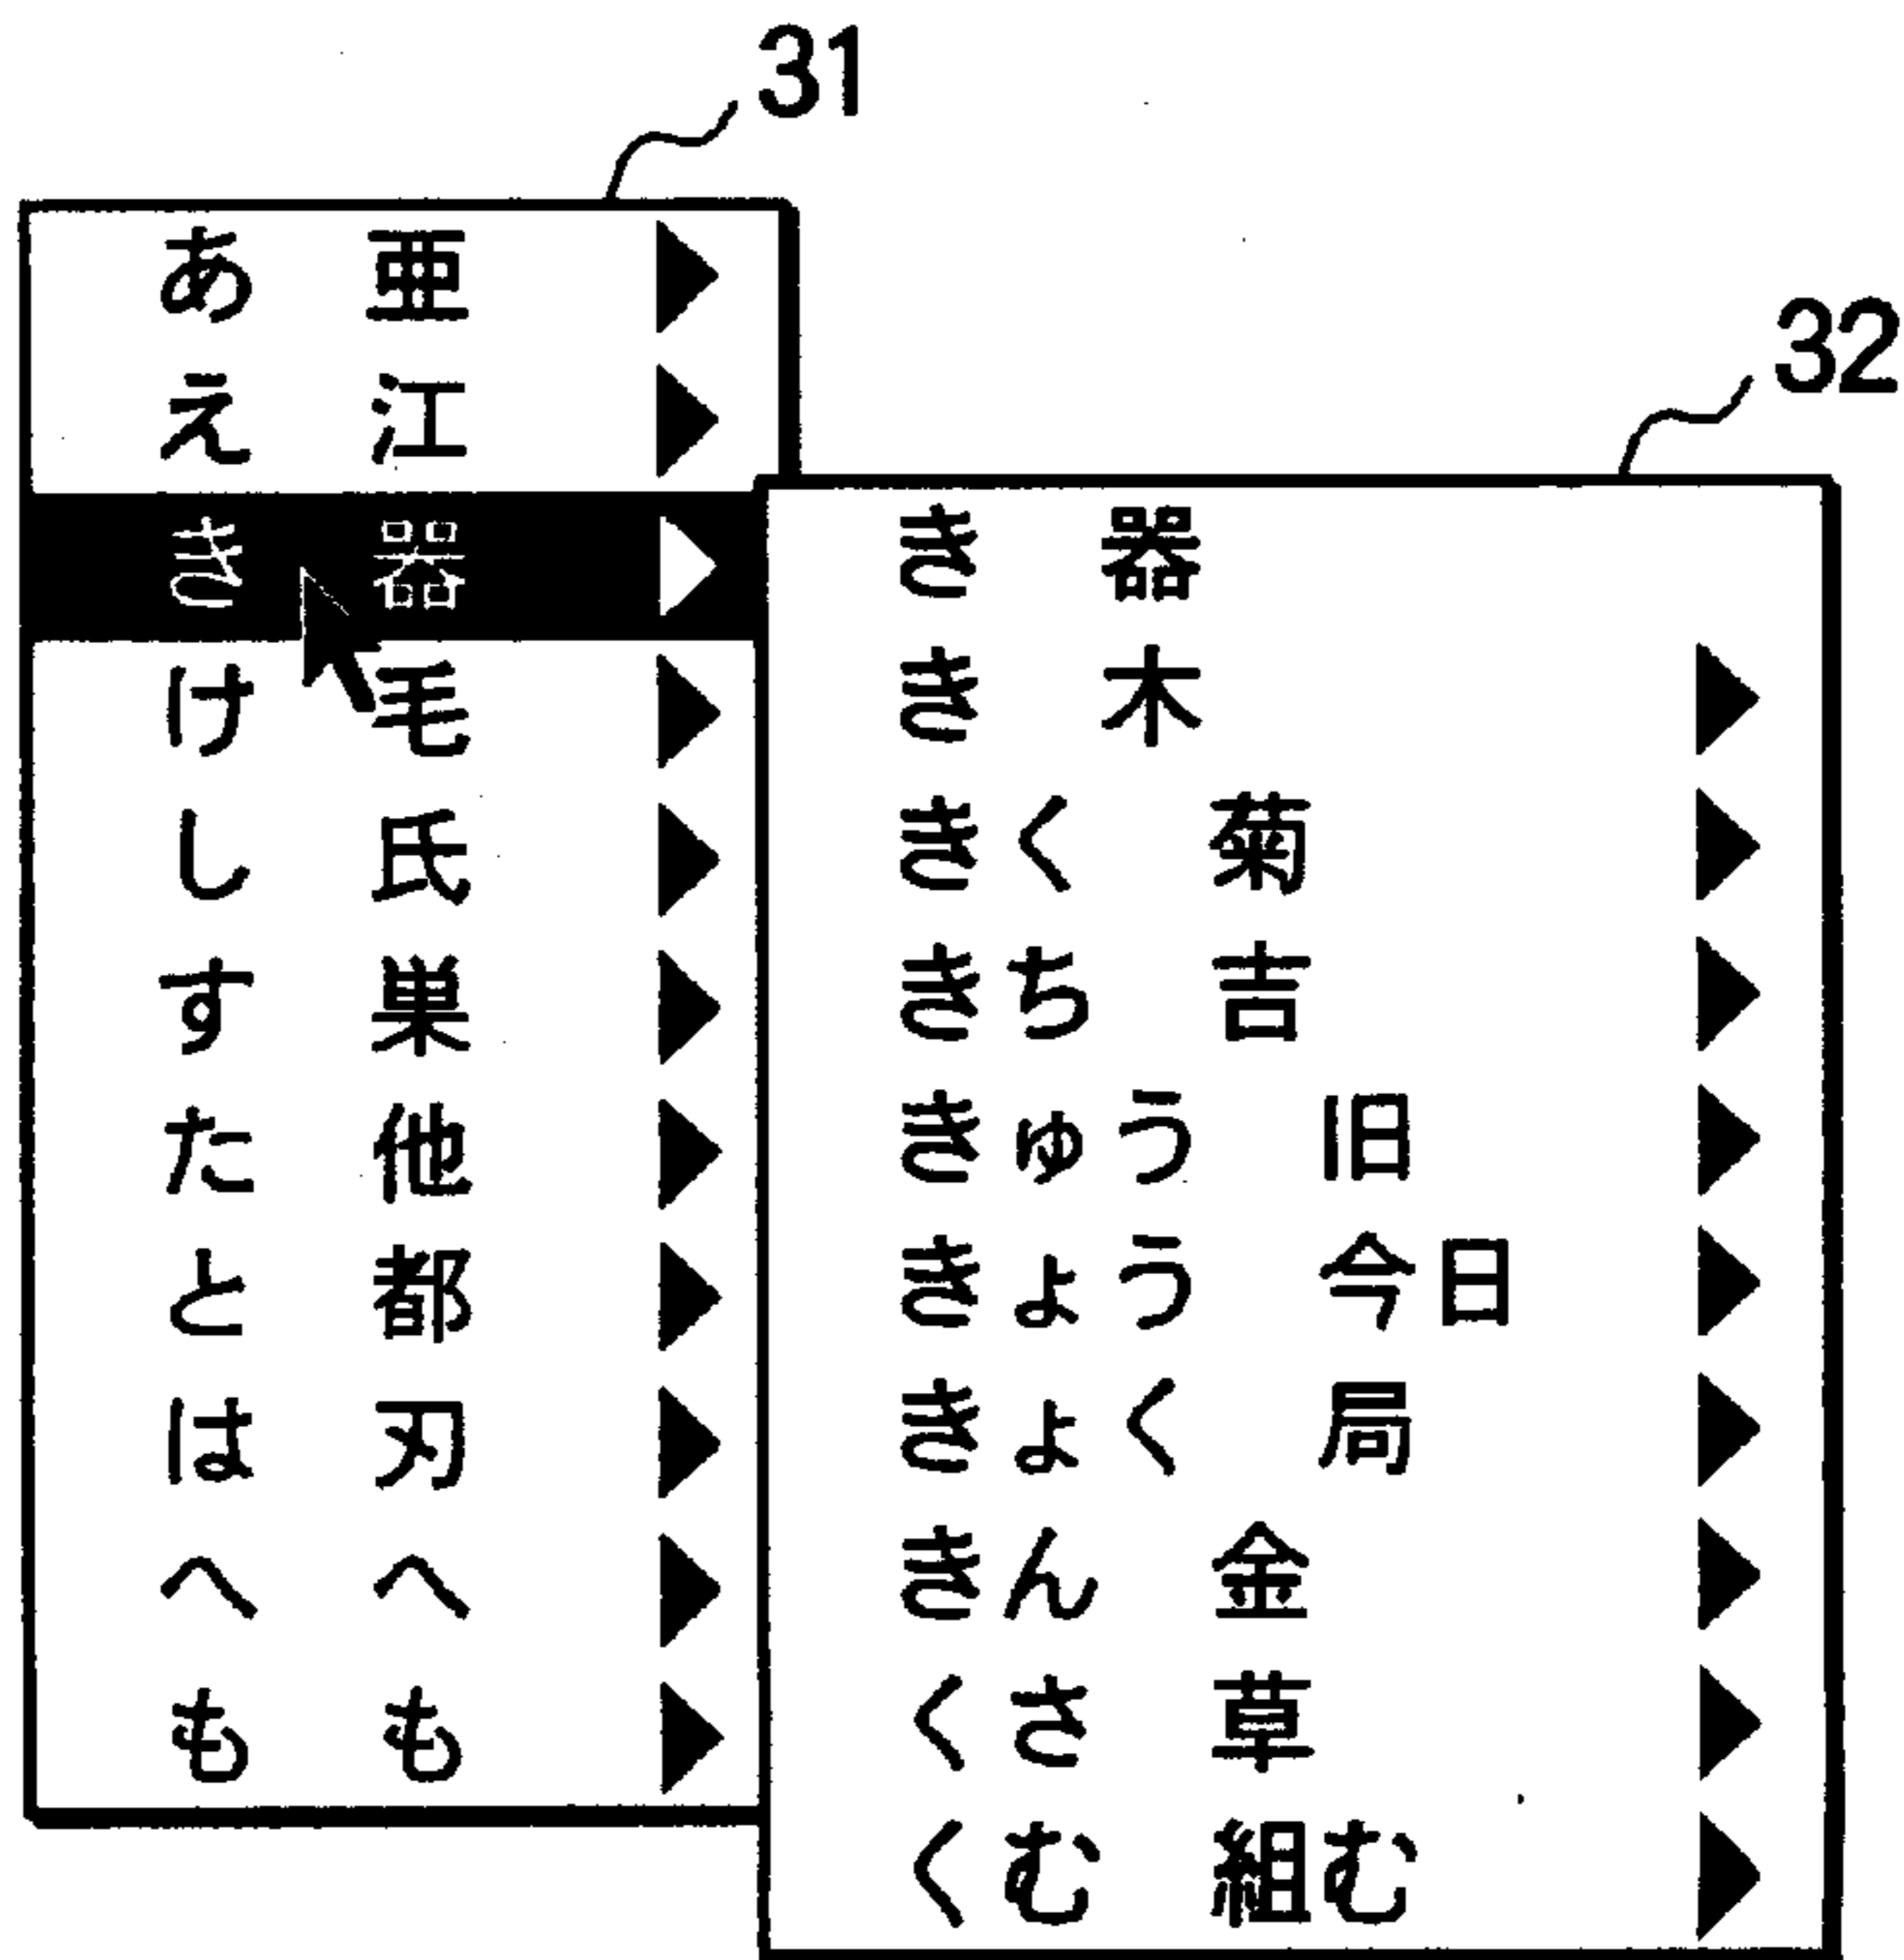 31
あ 亜
え 江
き 器
け 毛
し 氏
す 巣
た 他
と 都
は 刃
へ へ
も も
32
き 器
き 木
きく 菊
きち 吉
きゅう 旧
きょう 今日
きょく 局
きん 金
くさ 草
くむ 組む